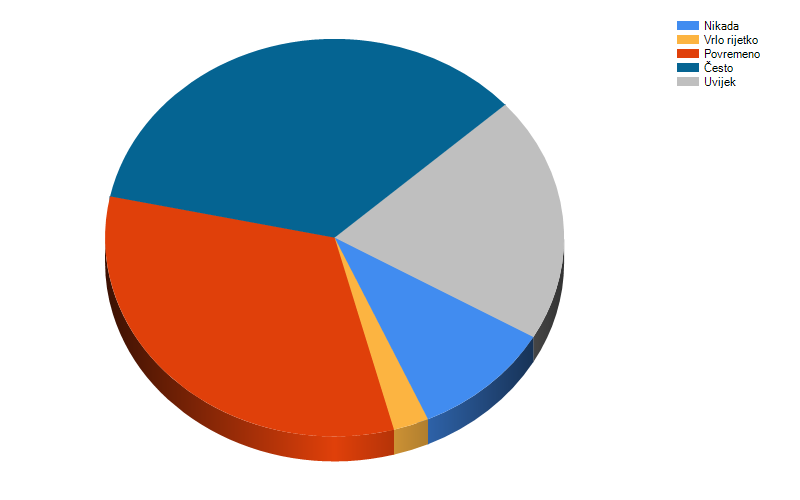 Nikada
Vrlo rijetko
Povremeno
Često
Uvijek